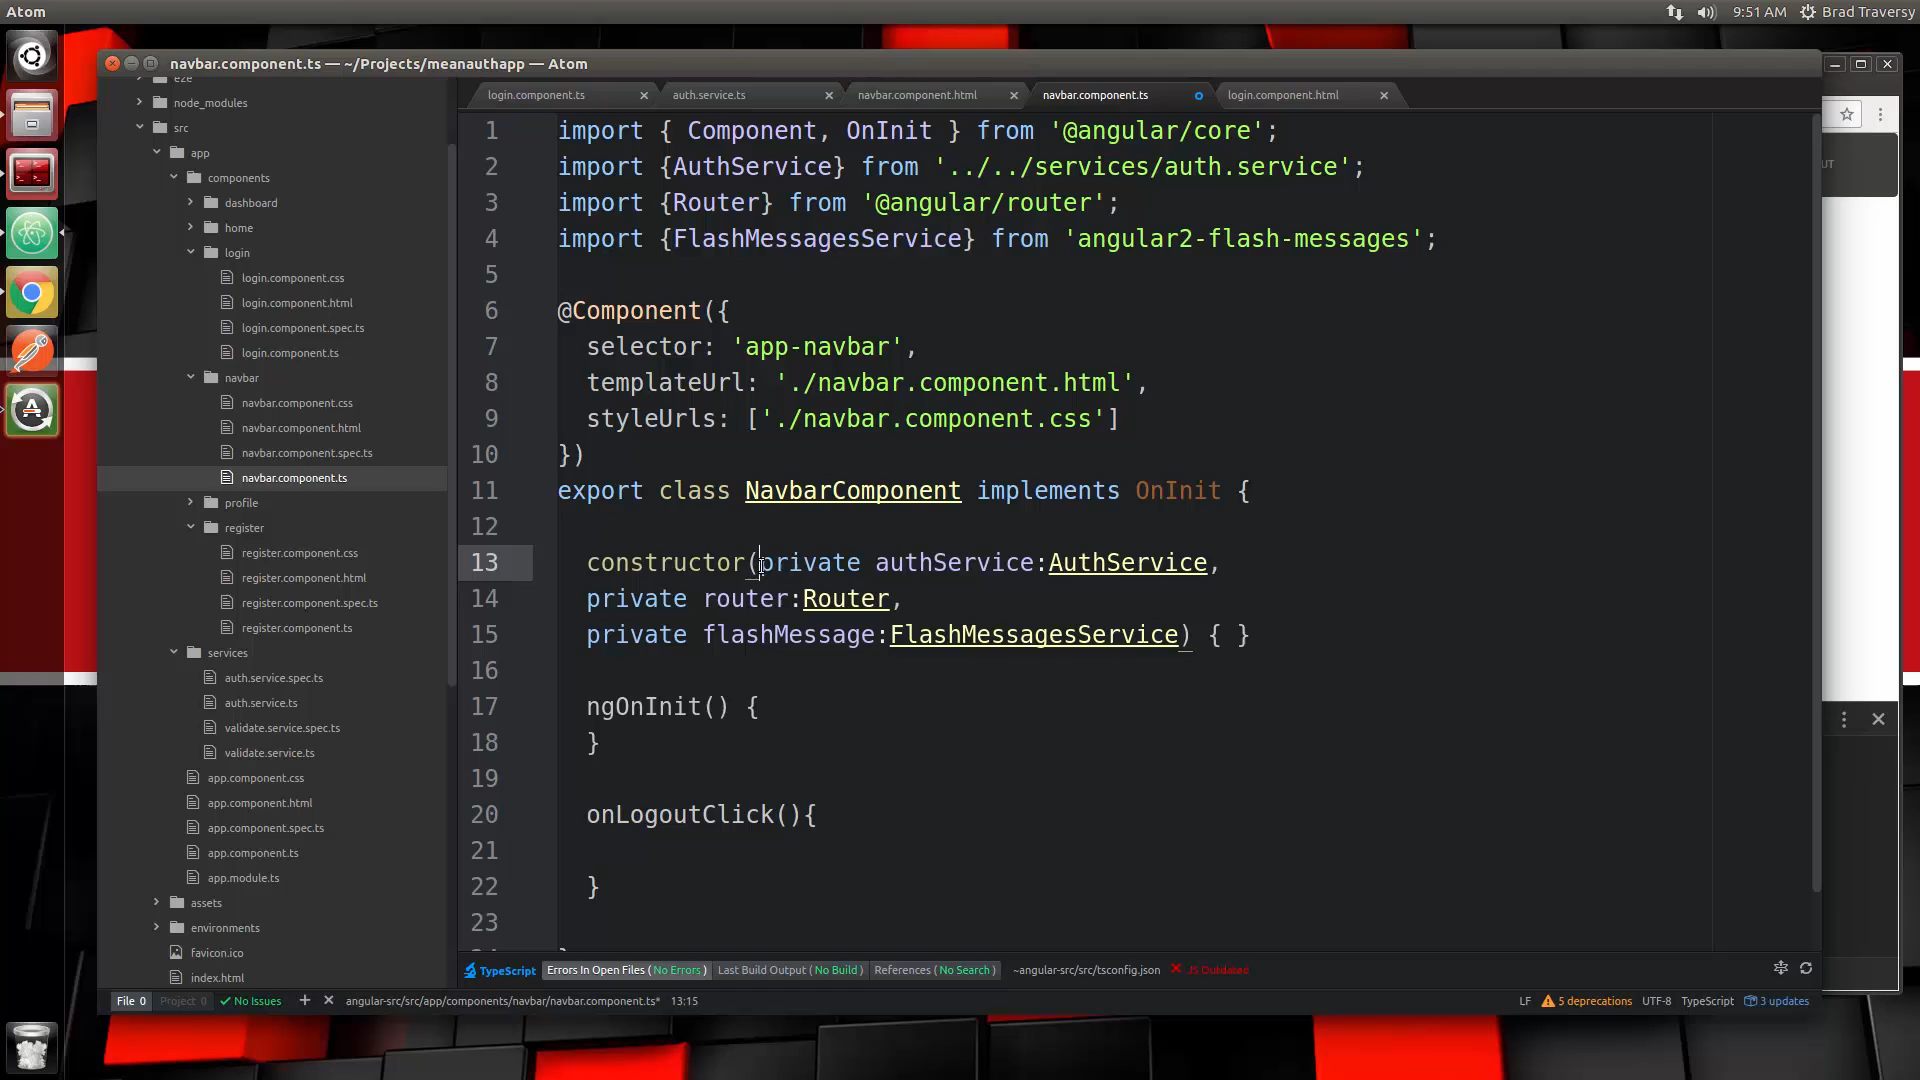 Atom
9:51 AM
Brad Traversy
navbar.component.ts — ~/Projects/meanauthapp — Atom
e2e
node_modules
src
app
components
dashboard
home
login
login.component.css
login.component.html
login.component.spec.ts
login.component.ts
navbar
navbar.component.css
navbar.component.html
navbar.component.spec.ts
navbar.component.ts
profile
register
register.component.css
register.component.html
register.component.spec.ts
register.component.ts
services
auth.service.spec.ts
auth.service.ts
validate.service.spec.ts
validate.service.ts
app.component.css
app.component.html
app.component.spec.ts
app.component.ts
app.module.ts
assets
environments
favicon.ico
index.html
login.component.ts
auth.service.ts
navbar.component.html
navbar.component.ts
login.component.html
1 import { Component, OnInit } from '@angular/core';
2 import {AuthService} from '../../services/auth.service';
3 import {Router} from '@angular/router';
4 import {FlashMessagesService} from 'angular2-flash-messages';
5
6 @Component({
7 selector: 'app-navbar',
8 templateUrl: './navbar.component.html',
9 styleUrls: ['./navbar.component.css']
10 })
11 export class NavbarComponent implements OnInit {
12
13 constructor(private authService:AuthService,
14 private router:Router,
15 private flashMessage:FlashMessagesService) { }
16
17 ngOnInit() {
18 }
19
20 onLogoutClick(){
21
22 }
23
UT
TypeScript
Errors In Open Files ( No Errors )
Last Build Output ( No Build )
References ( No Search )
~angular-src/src/tsconfig.json
JS Outdated
File 0
Project 0
No Issues
angular-src/src/app/components/navbar/navbar.component.ts*
13:15
LF
5 deprecations
UTF-8
TypeScript
3 updates